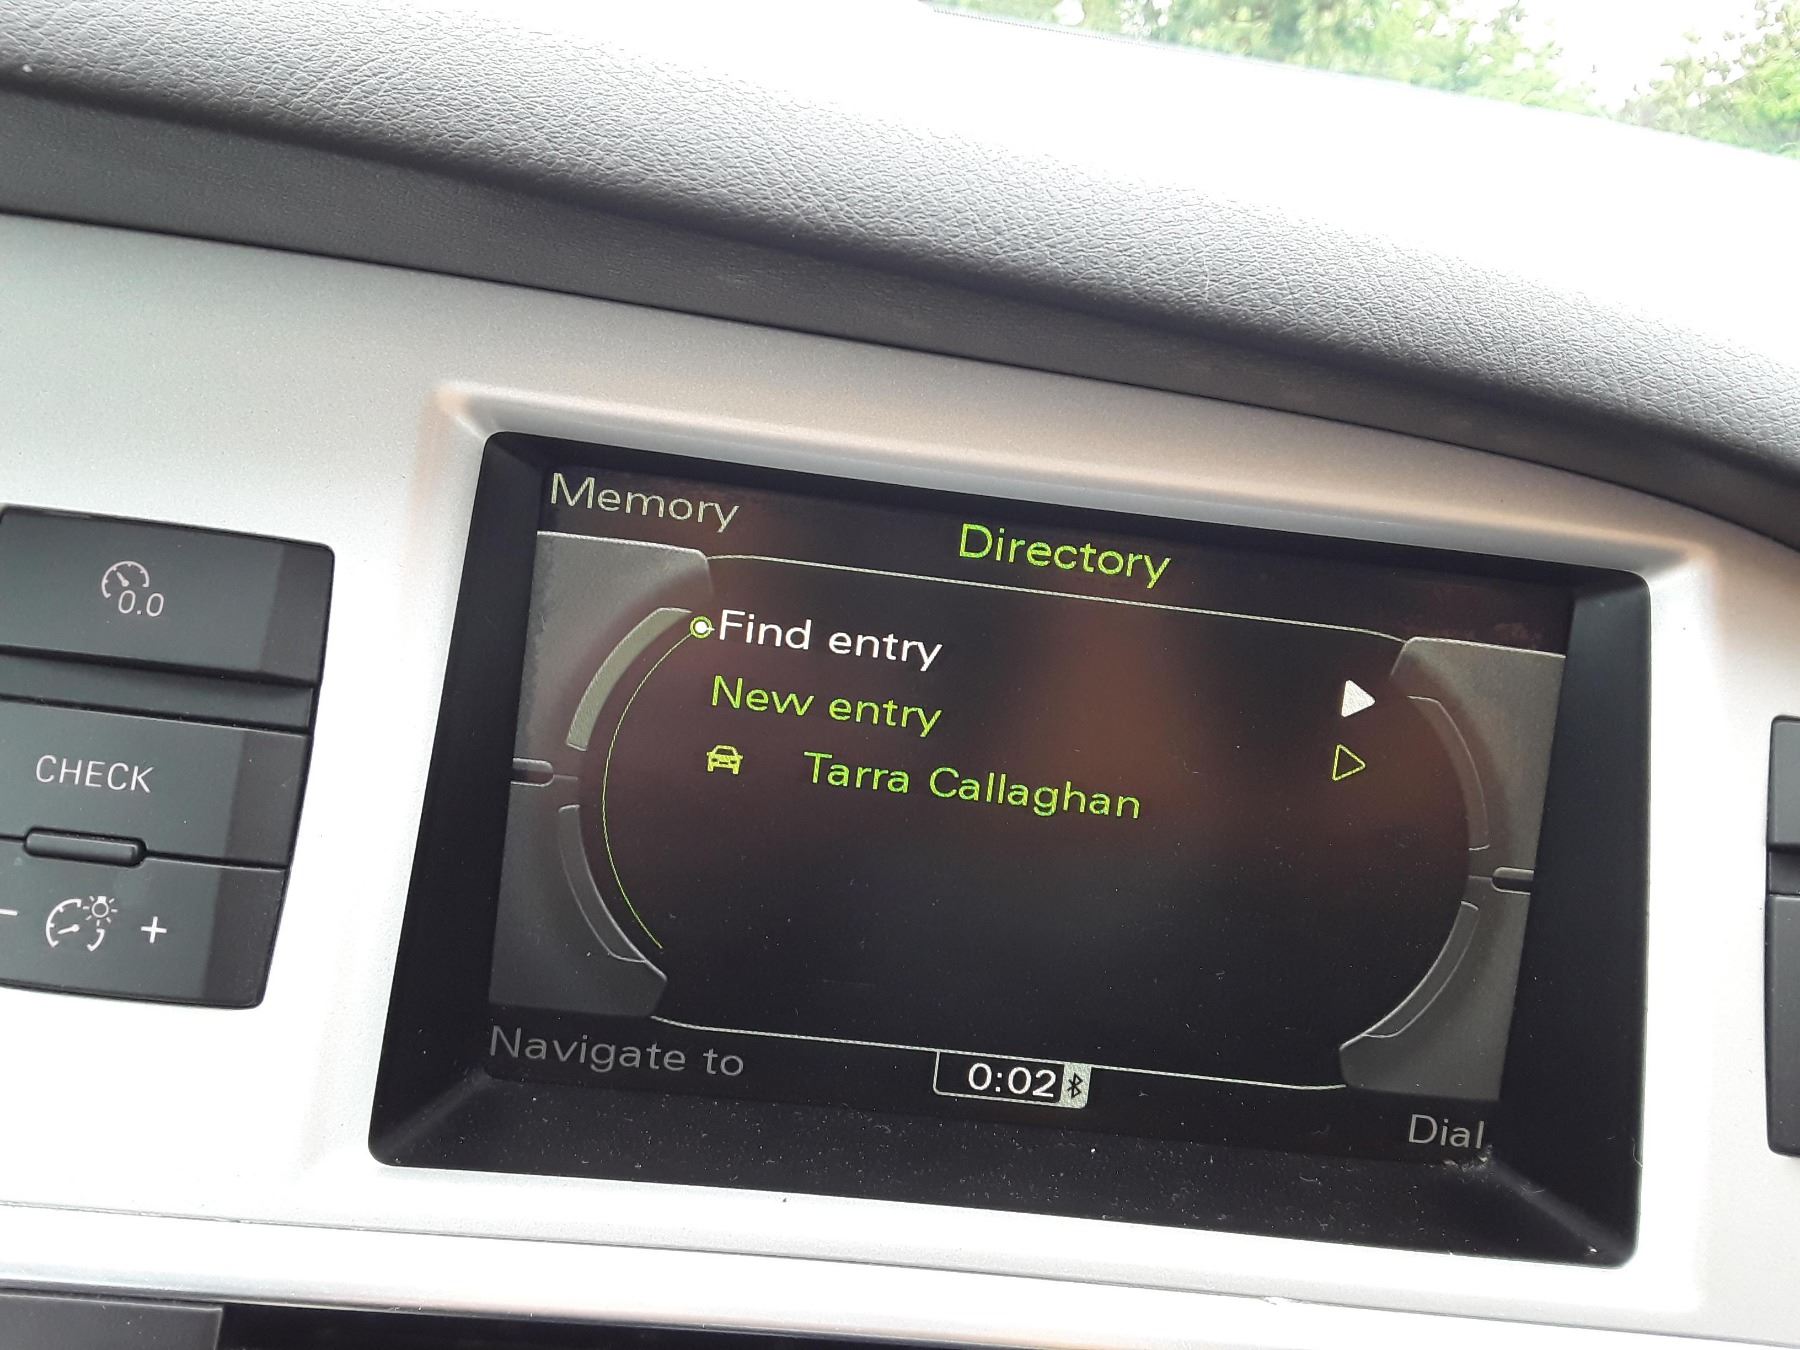 Memory
Directory
Find entry
New entry
Tarra Callaghan
Navigate to
0:02
Dial
0.0
CHECK
- +